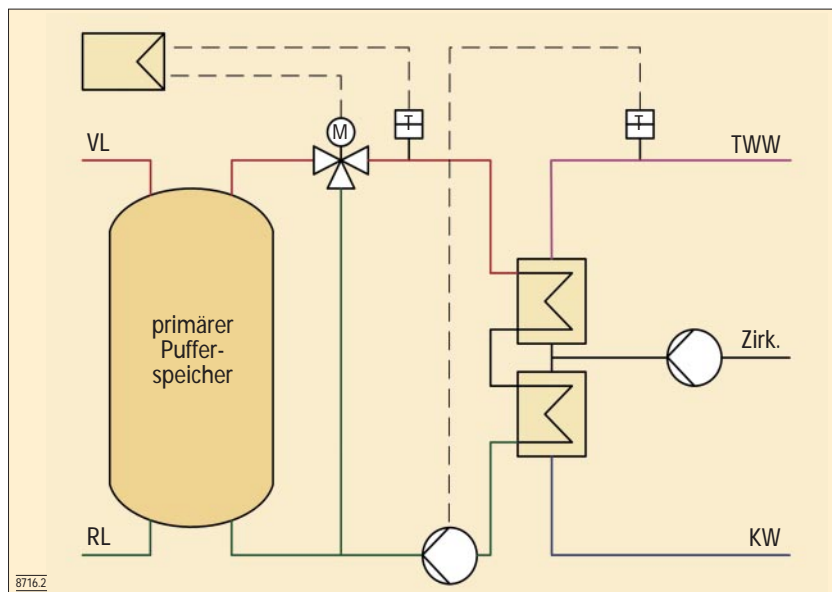 M
T
T
VL
TWW
primärer
Puffer-
speicher
Zirk.
RL
KW
8716.2